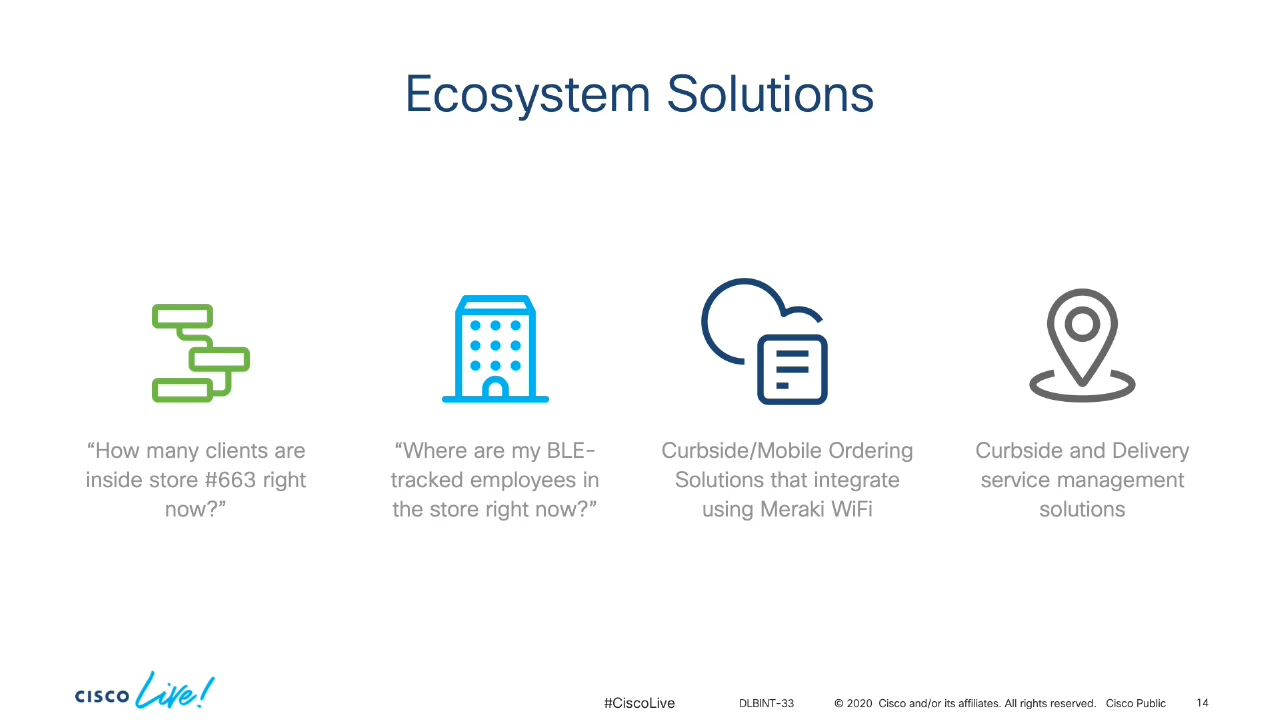 Ecosystem Solutions
“How many clients are
inside store #663 right
now?”
“Where are my BLE-
tracked employees in
the store right now?”
Curbside/Mobile Ordering
Solutions that integrate
using Meraki WiFi
Curbside and Delivery
service management
solutions
CISCO Live!
#CiscoLive
DLBINT-33
© 2020 Cisco and/or its affiliates. All rights reserved. Cisco Public
14